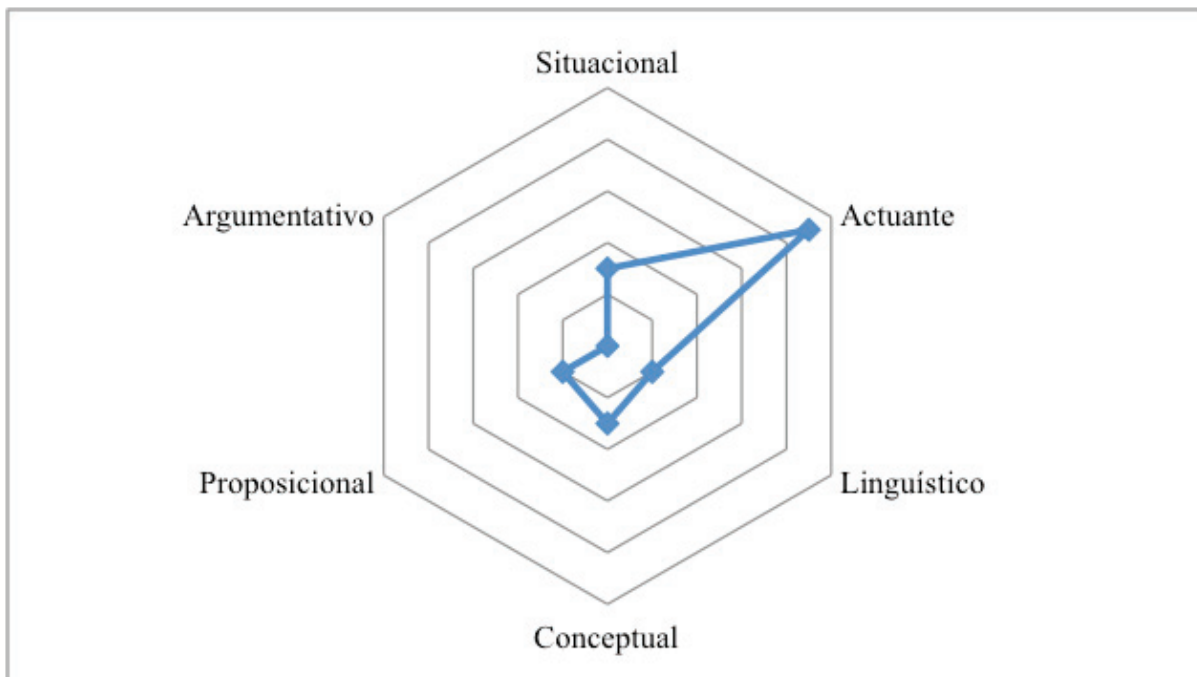 Situacional
Argumentativo
Actuante
Proposicional
Linguístico
Conceptual